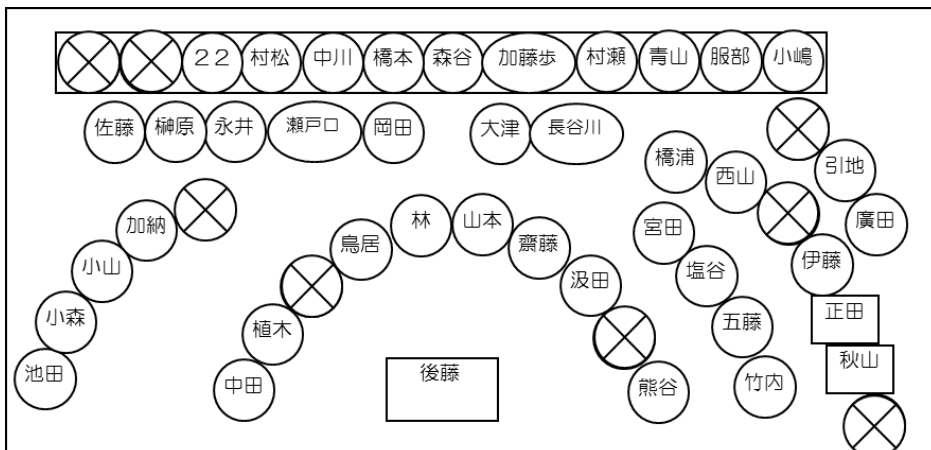 ２２ 村松 中川 橋本 森谷 加藤歩 村瀬 青山 服部 小嶋
佐藤 榊原 永井 瀬戸口 岡田 大津 長谷川
橋浦 西山 引地
加納 鳥居 林 山本 齋藤 宮田 廣田
小山 汲田 塩谷 伊藤
小森 植木 五藤 正田
池田 中田 後藤 熊谷 竹内 秋山